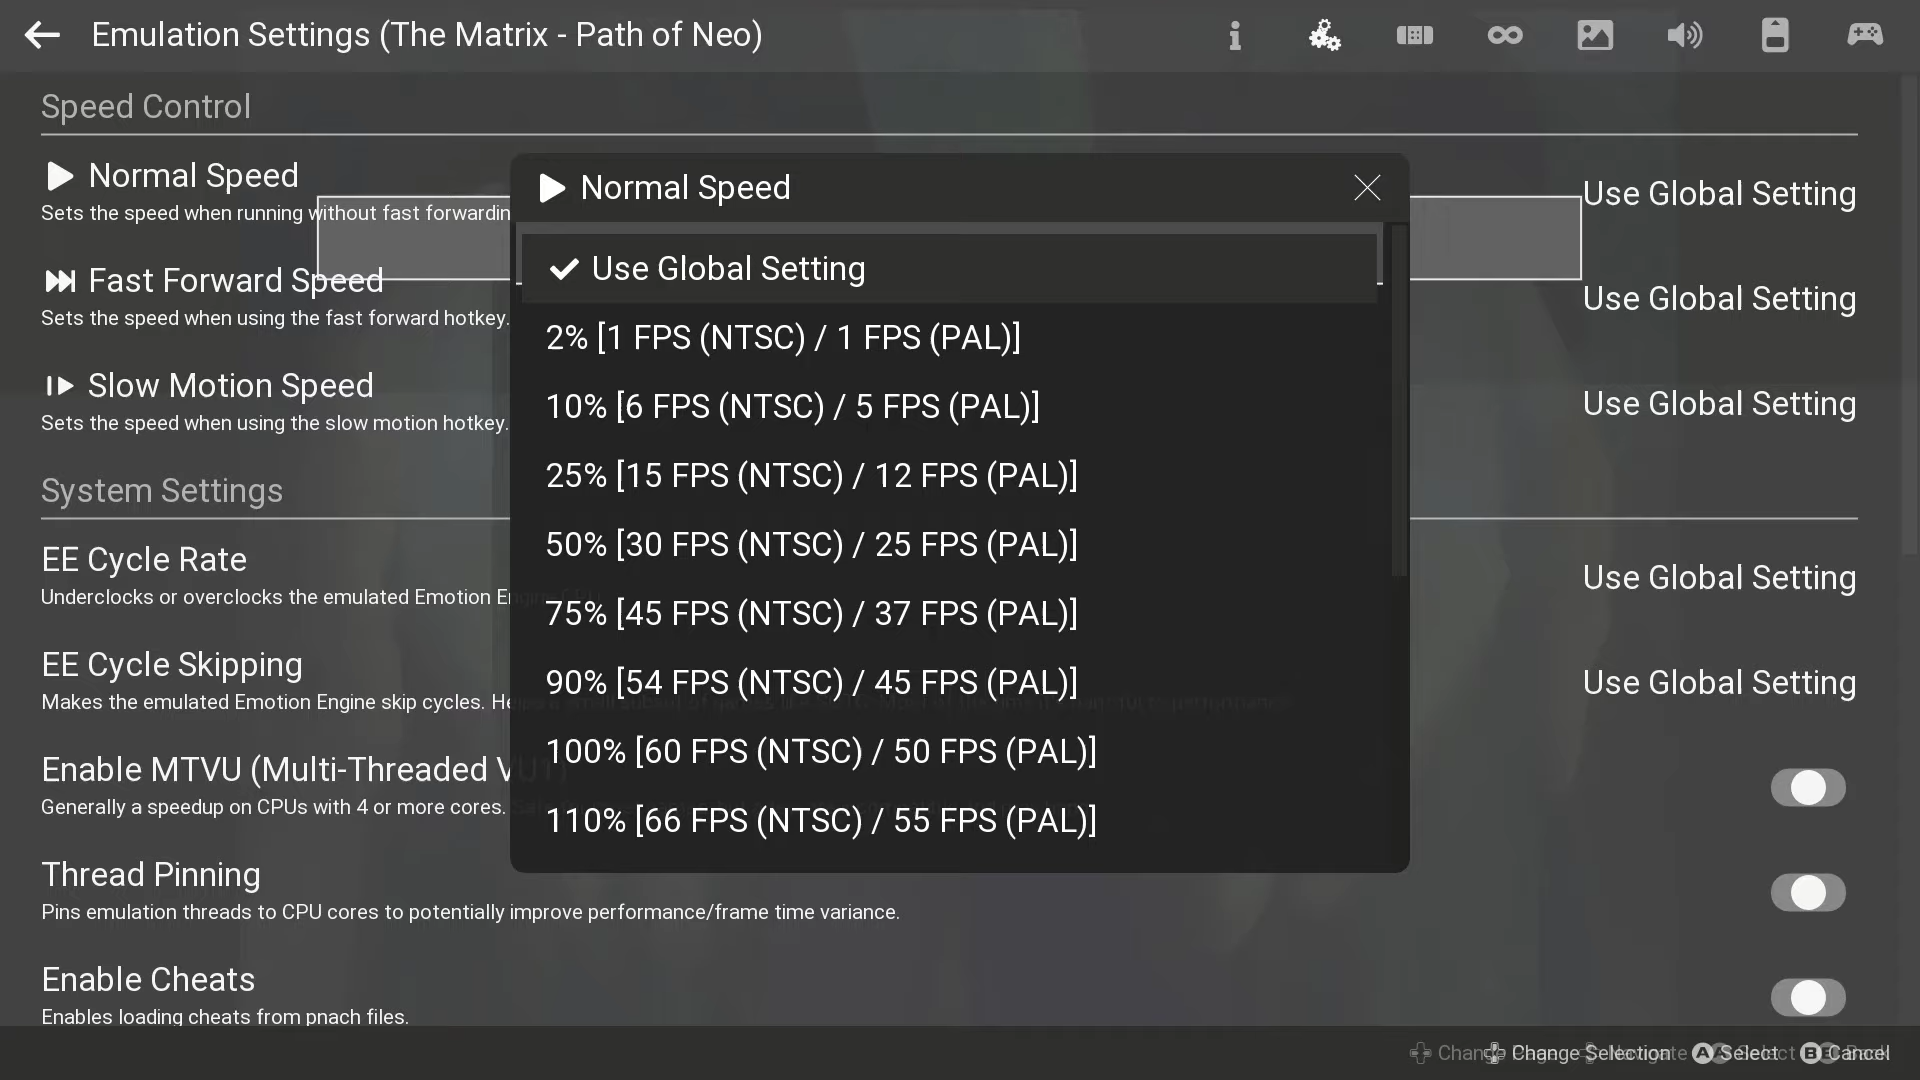 Emulation Settings (The Matrix - Path of Neo)
Speed Control
Normal Speed
Sets the speed when running without fast forwardin
Use Global Setting
Fast Forward Speed
Sets the speed when using the fast forward hotkey.
Use Global Setting
Slow Motion Speed
Sets the speed when using the slow motion hotkey.
Use Global Setting
System Settings
EE Cycle Rate
Underclocks or overclocks the emulated Emotion Engine
Use Global Setting
EE Cycle Skipping
Makes the emulated Emotion Engine skip cycles.
Use Global Setting
Enable MTVU (Multi-Threaded VU1)
Generally a speedup on CPUs with 4 or more cores.
Thread Pinning
Pins emulation threads to CPU cores to potentially improve performance/frame time variance.
Enable Cheats
Enables loading cheats from pnach files.
Normal Speed
Use Global Setting
2% [1 FPS (NTSC) / 1 FPS (PAL)]
10% [6 FPS (NTSC) / 5 FPS (PAL)]
25% [15 FPS (NTSC) / 12 FPS (PAL)]
50% [30 FPS (NTSC) / 25 FPS (PAL)]
75% [45 FPS (NTSC) / 37 FPS (PAL)]
90% [54 FPS (NTSC) / 45 FPS (PAL)]
100% [60 FPS (NTSC) / 50 FPS (PAL)]
110% [66 FPS (NTSC) / 55 FPS (PAL)]
Change Selection A Select B Cancel